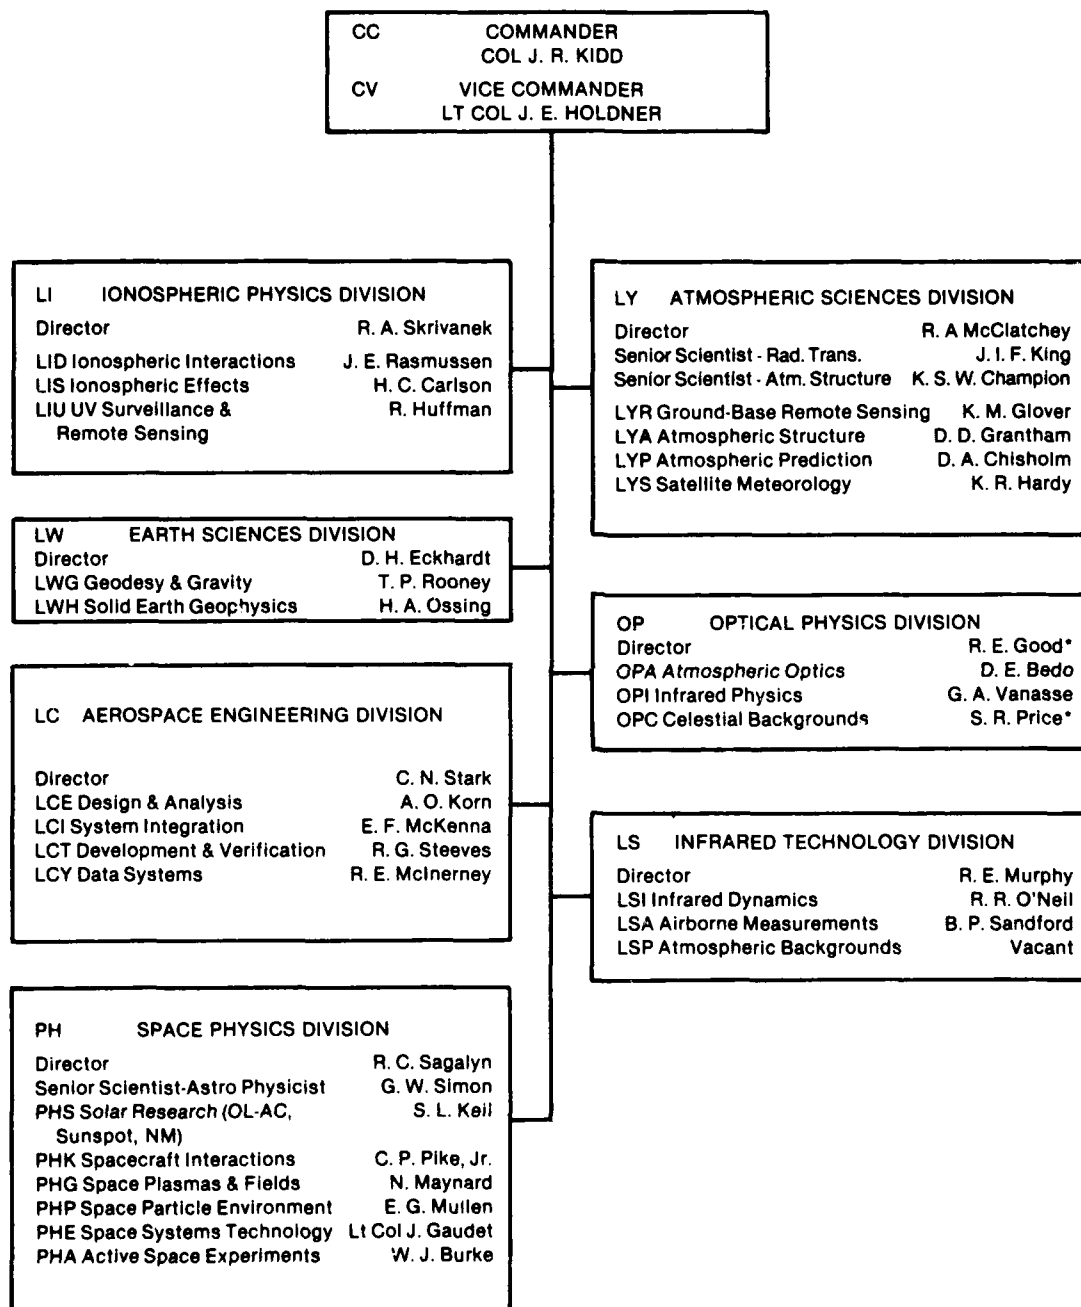 CC COMMANDER
COL J. R. KIDD
CV VICE COMMANDER
LT COL J. E. HOLDNER
LI IONOSPHERIC PHYSICS DIVISION
Director R. A. Skrivanek
LID Ionospheric Interactions J. E. Rasmussen
LIS Ionospheric Effects H. C. Carlson
LIU UV Surveillance & R. Huffman
Remote Sensing
LW EARTH SCIENCES DIVISION
Director D. H. Eckhardt
LWG Geodesy & Gravity T. P. Rooney
LWH Solid Earth Geophysics H. A. Ossing
LC AEROSPACE ENGINEERING DIVISION
Director C. N. Stark
LCE Design & Analysis A. O. Korn
LCI System Integration E. F. McKenna
LCT Development & Verification R. G. Steeves
LCY Data Systems R. E. McInerney
PH SPACE PHYSICS DIVISION
Director R. C. Sagalyn
Senior Scientist-Astro Physicist G. W. Simon
PHS Solar Research (OL-AC, S. L. Keil
Sunspot, NM)
PHK Spacecraft Interactions C. P. Pike, Jr.
PHG Space Plasmas & Fields N. Maynard
PHP Space Particle Environment E. G. Mullen
PHE Space Systems Technology Lt Col J. Gaudet
PHA Active Space Experiments W. J. Burke
LY ATMOSPHERIC SCIENCES DIVISION
Director R. A McClatchey
Senior Scientist - Rad. Trans. J. I. F. King
Senior Scientist - Atm. Structure K. S. W. Champion
LYR Ground-Base Remote Sensing K. M. Glover
LYA Atmospheric Structure D. D. Grantham
LYP Atmospheric Prediction D. A. Chisholm
LYS Satellite Meteorology K. R. Hardy
OP OPTICAL PHYSICS DIVISION
Director R. E. Good*
OPA Atmospheric Optics D. E. Bedo
OPI Infrared Physics G. A. Vanasse
OPC Celestial Backgrounds S. R. Price*
LS INFRARED TECHNOLOGY DIVISION
Director R. E. Murphy
LSI Infrared Dynamics R. R. O'Neil
LSA Airborne Measurements B. P. Sandford
LSP Atmospheric Backgrounds Vacant